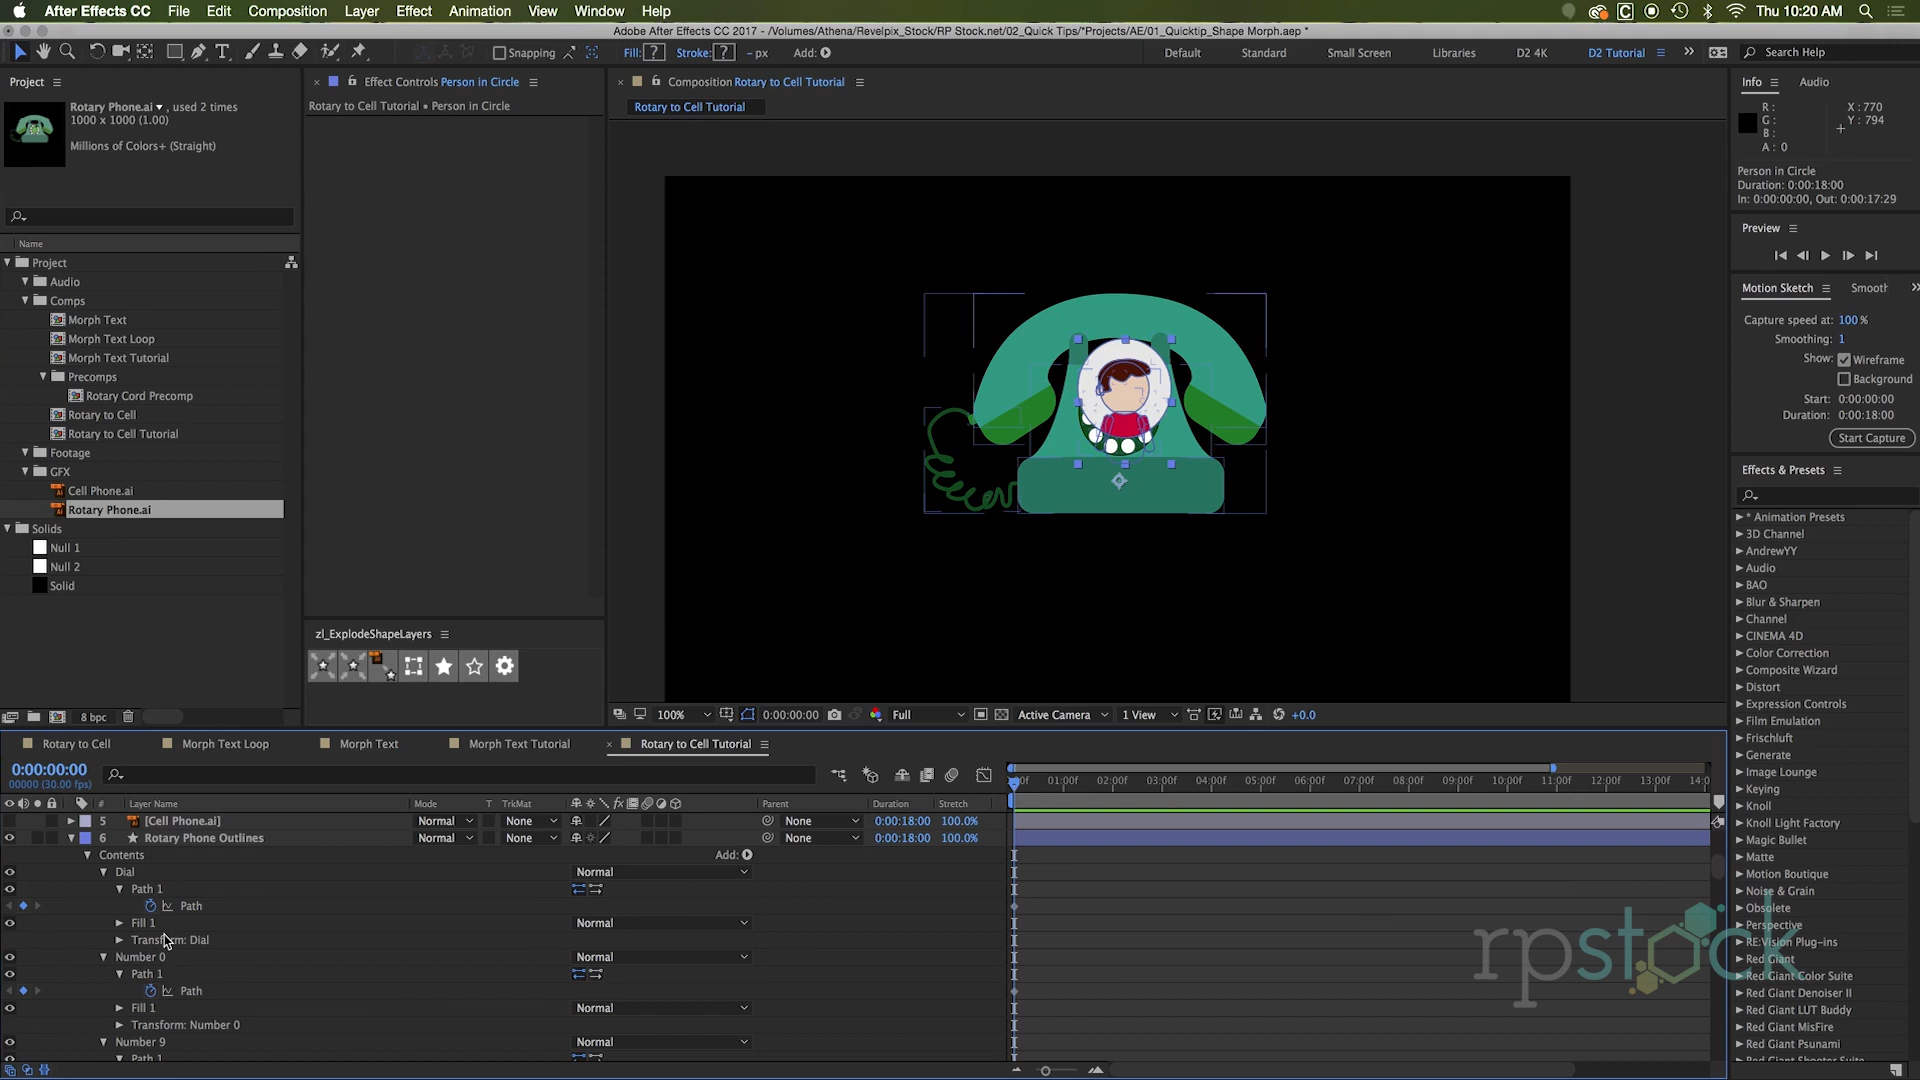 After Effects CC File Edit Composition Layer Effect Animation View Window Help
Thu 10:20 AM
Adobe After Effects CC 2017 - /Volumes/Athena/Revelpix_Stock/RP Stock.net/02_Quick Tips/*Projects/AE/01_Quicktip_Shape Morph.aep *
Snapping Fill: ? Stroke: ? - px Add: Default Standard Small Screen Libraries D2 4K D2 Tutorial Search Help
Project
Effect Controls Person in Circle
Composition Rotary to Cell Tutorial
Info Audio
Rotary Phone.ai , used 2 times
1000 x 1000 (1.00)
Millions of Colors+ (Straight)
Rotary to Cell Tutorial • Person in Circle
Rotary to Cell Tutorial
R : X : 770
G : Y : 794
B :
A : 0
Person in Circle
Duration: 0:00:18:00
In: 0:00:00:00, Out: 0:00:17:29
Preview
Motion Sketch Smooth
Capture speed at: 100 %
Smoothing: 1
Show: Wireframe
Background
Start: 0:00:00:00
Duration: 0:00:18:00
Start Capture
Effects & Presets
* Animation Presets
3D Channel
AndrewYY
Audio
BAO
Blur & Sharpen
Channel
CINEMA 4D
Color Correction
Composite Wizard
Distort
Expression Controls
Film Emulation
Frischluft
Generate
Image Lounge
Keying
Knoll
Knoll Light Factory
Magic Bullet
Matte
Motion Boutique
Noise & Grain
Obsolete
Perspective
RE:Vision Plug-ins
Red Giant
Red Giant Color Suite
Red Giant Denoiser II
Red Giant LUT Buddy
Red Giant MisFire
Red Giant Psunami
Red Giant Shooter Suite
Name
Project
Audio
Comps
Morph Text
Morph Text Loop
Morph Text Tutorial
Precomps
Rotary Cord Precomp
Rotary to Cell
Rotary to Cell Tutorial
Footage
GFX
Cell Phone.ai
Rotary Phone.ai
Solids
Null 1
Null 2
Solid
zl_ExplodeShapeLayers
8 bpc
100% 0:00:00:00 Full Active Camera 1 View +0.0
Rotary to Cell Morph Text Loop Morph Text Morph Text Tutorial Rotary to Cell Tutorial
0:00:00:00
00000 (30.00 fps)
:00f 01:00f 02:00f 03:00f 04:00f 05:00f 06:00f 07:00f 08:00f 09:00f 10:00f 11:00f 12:00f 13:00f 14:0
# Layer Name Mode T TrkMat fx Parent Duration Stretch
5 [Cell Phone.ai] Normal None None 0:00:18:00 100.0%
6 Rotary Phone Outlines Normal None None 0:00:18:00 100.0%
Contents Add:
Dial Normal
Path 1
Path
Fill 1 Normal
Transform: Dial
Number 0 Normal
Path 1
Path
Fill 1 Normal
Transform: Number 0
Number 9 Normal
Path 1
rpstock